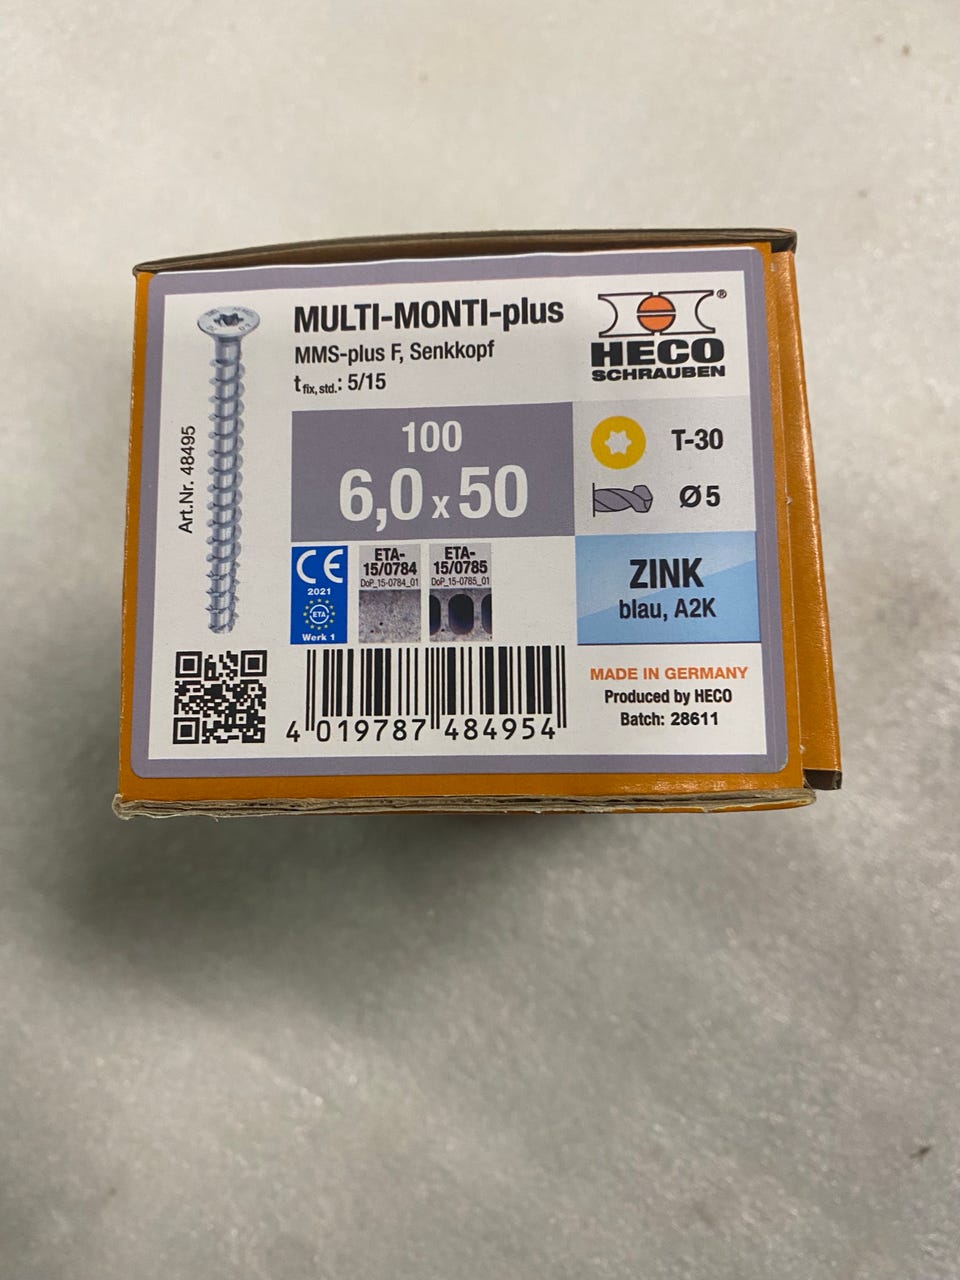 MULTI-MONTI-plus
MMS-plus F, Senkkopf
t fix, std.: 5/15
HECO
SCHRAUBEN
®
Art.Nr. 48495
100
6,0 x 50
T-30
Ø5
CE
2021
ETA
Werk 1
ETA-
15/0784
DoP_15-0784_01
ETA-
15/0785
DoP_15-0785_01
ZINK
blau, A2K
4 019787 484954
MADE IN GERMANY
Produced by HECO
Batch: 28611